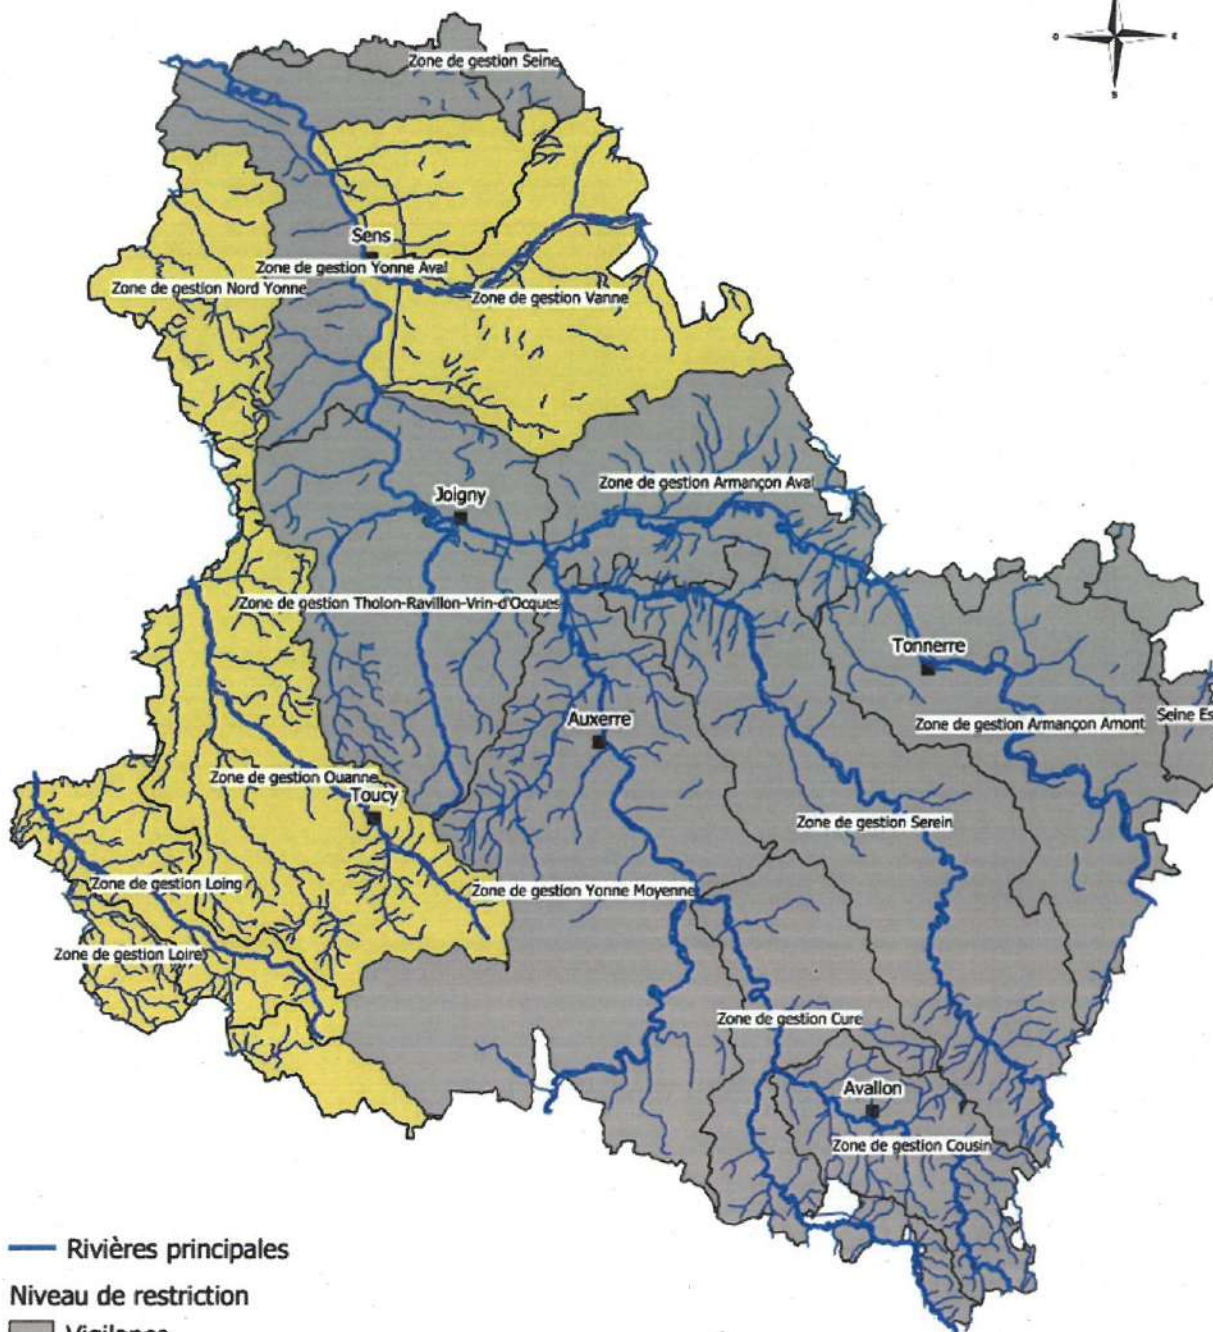 Zone de gestion Seine
O
E
S
Sens
Zone de gestion Yonne Aval
Zone de gestion Nord Yonne
Zone de gestion Vanne
Zone de gestion Armançon Aval
Joigny
Zone de gestion Tholon-Ravillon-Vrin-d'Ocques
Tonnerre
Auxerre
Zone de gestion Armançon Amont
Seine Es
Zone de gestion Ouanne
Toucy
Zone de gestion Serein
Zone de gestion Loing
Zone de gestion Yonne Moyenne
Zone de gestion Loire
Zone de gestion Cure
Avallon
Zone de gestion Cousin
Rivières principales
Niveau de restriction
Vigilance